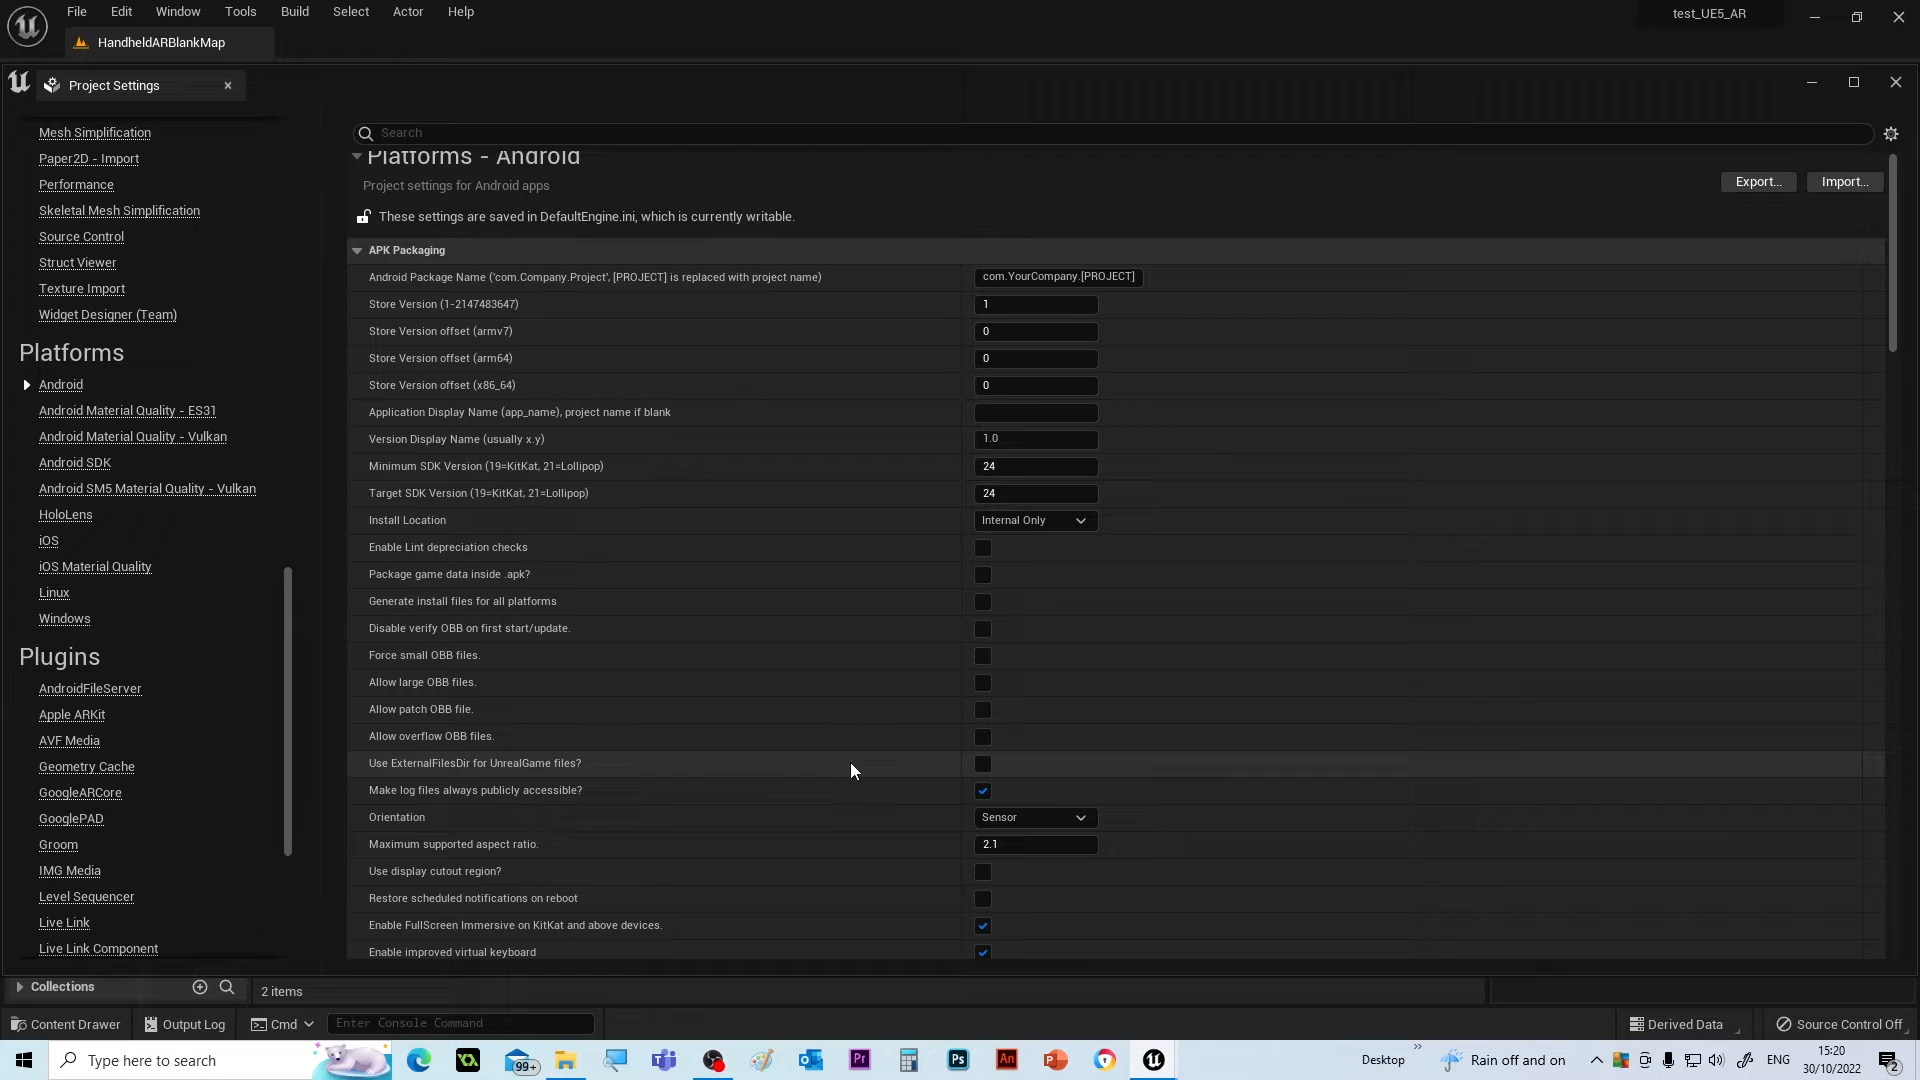 File Edit Window Tools Build Select Actor Help
test_UE5_AR
HandheldARBlankMap
Project Settings
Mesh Simplification
Paper2D - Import
Performance
Skeletal Mesh Simplification
Source Control
Struct Viewer
Texture Import
Widget Designer (Team)
Platforms
Android
Android Material Quality - ES31
Android Material Quality - Vulkan
Android SDK
Android SM5 Material Quality - Vulkan
HoloLens
iOS
iOS Material Quality
Linux
Windows
Plugins
AndroidFileServer
Apple ARKit
AVF Media
Geometry Cache
GoogleARCore
GooglePAD
Groom
IMG Media
Level Sequencer
Live Link
Live Link Component
Search
Platforms - Android
Project settings for Android apps
Export... Import...
These settings are saved in DefaultEngine.ini, which is currently writable.
APK Packaging
Android Package Name ('com.Company.Project', [PROJECT] is replaced with project name) com.YourCompany.[PROJECT]
Store Version (1-2147483647) 1
Store Version offset (armv7) 0
Store Version offset (arm64) 0
Store Version offset (x86_64) 0
Application Display Name (app_name), project name if blank
Version Display Name (usually x.y) 1.0
Minimum SDK Version (19=KitKat, 21=Lollipop) 24
Target SDK Version (19=KitKat, 21=Lollipop) 24
Install Location Internal Only
Enable Lint depreciation checks
Package game data inside .apk?
Generate install files for all platforms
Disable verify OBB on first start/update.
Force small OBB files.
Allow large OBB files.
Allow patch OBB file.
Allow overflow OBB files.
Use ExternalFilesDir for UnrealGame files?
Make log files always publicly accessible?
Orientation Sensor
Maximum supported aspect ratio. 2.1
Use display cutout region?
Restore scheduled notifications on reboot
Enable FullScreen Immersive on KitKat and above devices.
Enable improved virtual keyboard
Collections
2 items
Content Drawer Output Log Cmd Enter Console Command Derived Data Source Control Off
Type here to search
99+
Pr
Ps
An
Desktop
Rain off and on
ENG
15:20
30/10/2022
2